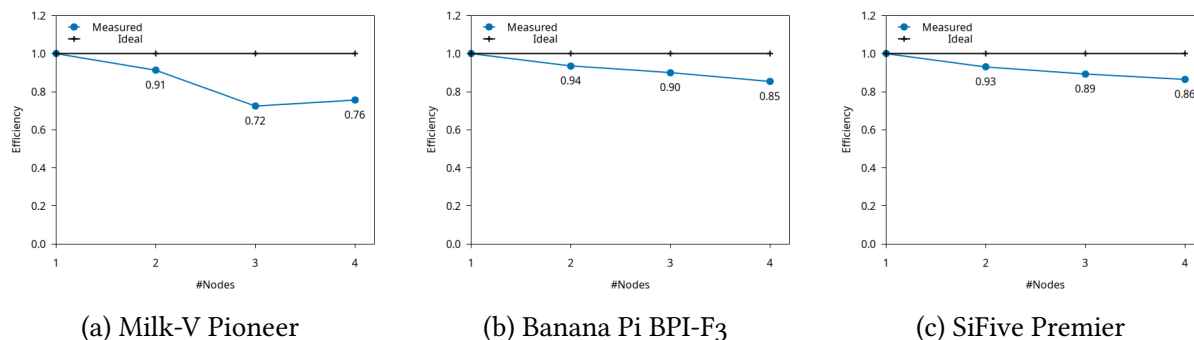 1.2
Measured
Ideal
1.0
0.91
0.8
0.76
0.72
Efficiency
0.6
0.4
0.2
0.0
1 2 3 4
#Nodes
(a) Milk-V Pioneer
1.2
Measured
Ideal
1.0
0.94
0.90
0.85
0.8
Efficiency
0.6
0.4
0.2
0.0
1 2 3 4
#Nodes
(b) Banana Pi BPI-F3
1.2
Measured
Ideal
1.0
0.93
0.89
0.86
0.8
Efficiency
0.6
0.4
0.2
0.0
1 2 3 4
#Nodes
(c) SiFive Premier